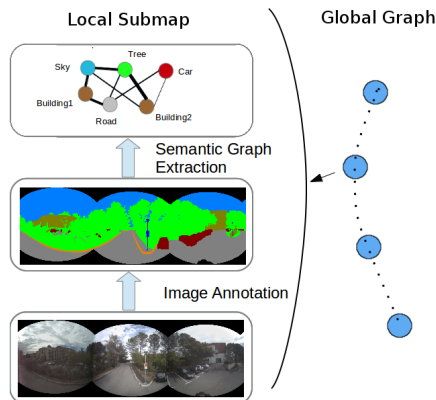 Local Submap
Global Graph
Tree
Sky
Car
Building1
Road
Building2
Semantic Graph
Extraction
Image Annotation